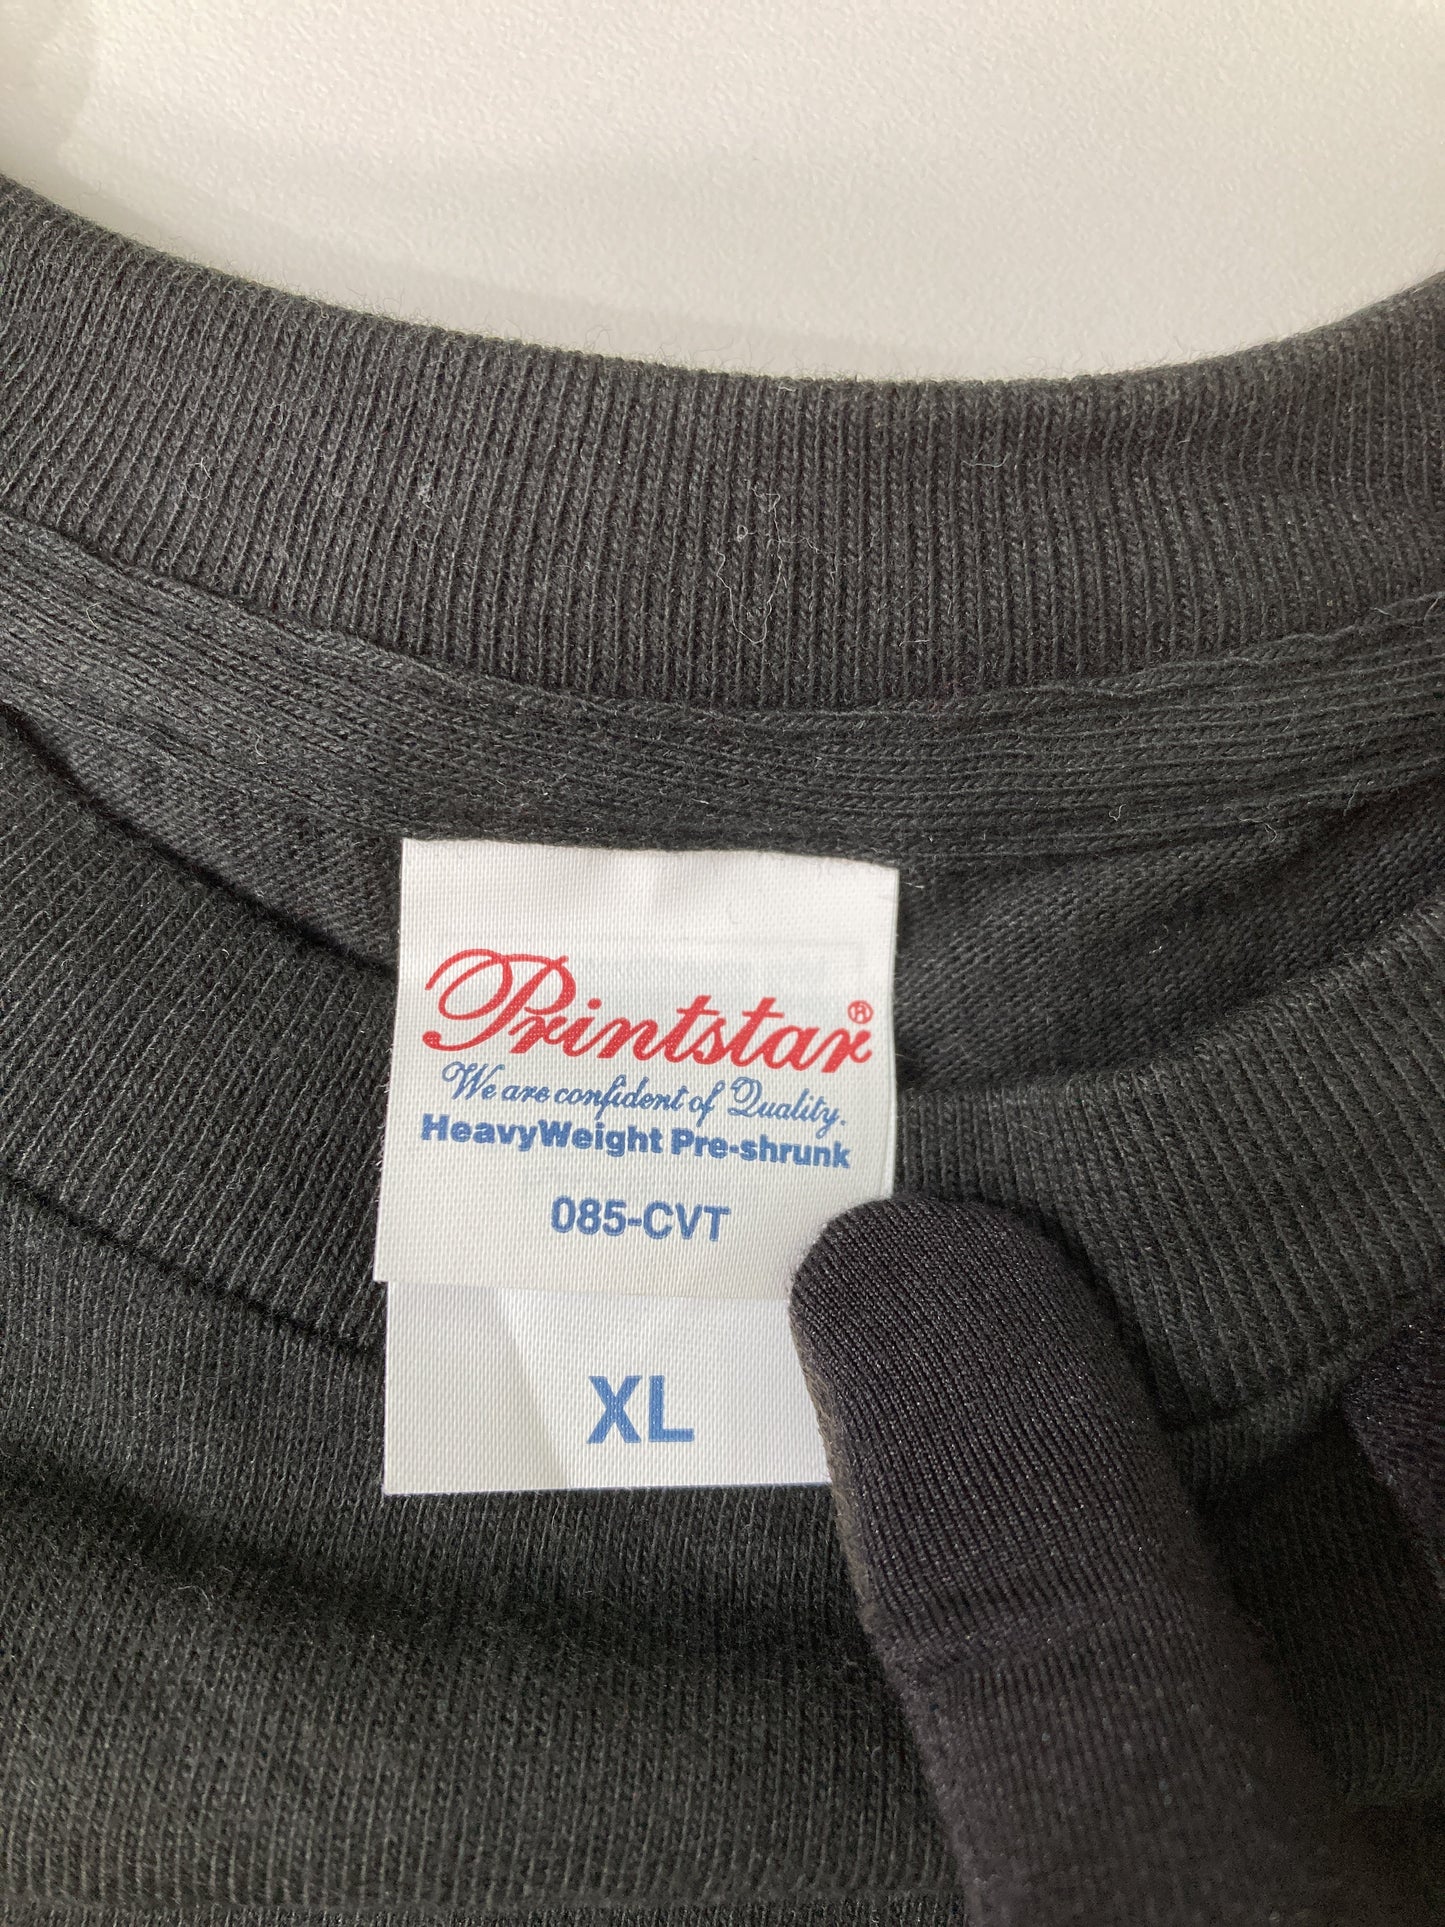 Printstar®
We are confident of Quality.
HeavyWeight Pre-shrunk
085-CVT
XL